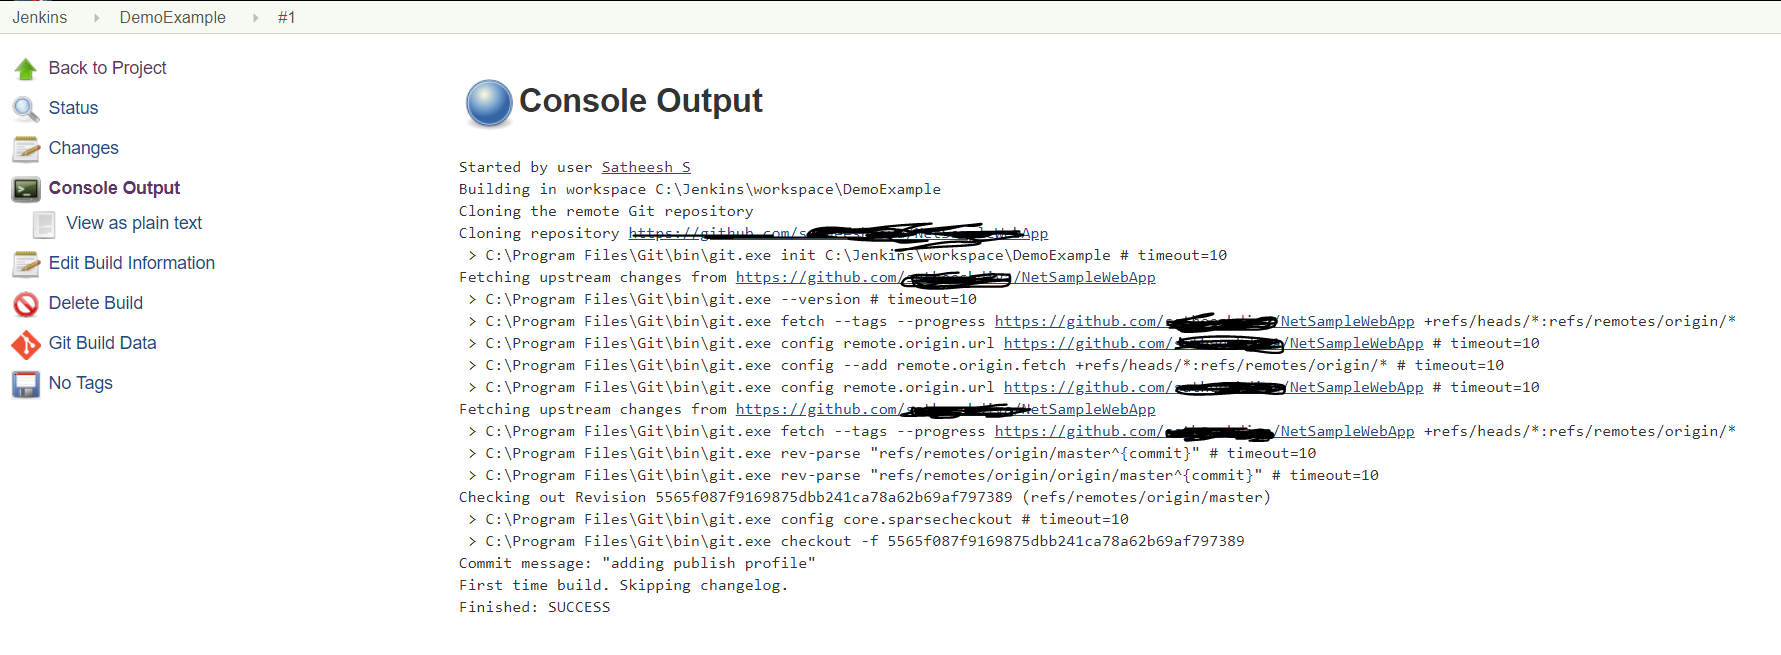 Jenkins DemoExample #1
Back to Project
Status
Changes
Console Output
View as plain text
Edit Build Information
Delete Build
Git Build Data
No Tags
Console Output
Started by user Satheesh S
Building in workspace C:\Jenkins\workspace\DemoExample
Cloning the remote Git repository
Cloning repository https://github.com/ NetSampleWebApp
> C:\Program Files\Git\bin\git.exe init C:\Jenkins\workspace\DemoExample # timeout=10
Fetching upstream changes from https://github.com/ /NetSampleWebApp
> C:\Program Files\Git\bin\git.exe --version # timeout=10
> C:\Program Files\Git\bin\git.exe fetch --tags --progress https://github.com/ /NetSampleWebApp +refs/heads/*:refs/remotes/origin/*
> C:\Program Files\Git\bin\git.exe config remote.origin.url https://github.com/ /NetSampleWebApp # timeout=10
> C:\Program Files\Git\bin\git.exe config --add remote.origin.fetch +refs/heads/*:refs/remotes/origin/* # timeout=10
> C:\Program Files\Git\bin\git.exe config remote.origin.url https://github.com/ /NetSampleWebApp # timeout=10
Fetching upstream changes from https://github.com/ /NetSampleWebApp
> C:\Program Files\Git\bin\git.exe fetch --tags --progress https://github.com/ /NetSampleWebApp +refs/heads/*:refs/remotes/origin/*
> C:\Program Files\Git\bin\git.exe rev-parse "refs/remotes/origin/master^{commit}" # timeout=10
> C:\Program Files\Git\bin\git.exe rev-parse "refs/remotes/origin/origin/master^{commit}" # timeout=10
Checking out Revision 5565f087f9169875dbb241ca78a62b69af797389 (refs/remotes/origin/master)
> C:\Program Files\Git\bin\git.exe config core.sparsecheckout # timeout=10
> C:\Program Files\Git\bin\git.exe checkout -f 5565f087f9169875dbb241ca78a62b69af797389
Commit message: "adding publish profile"
First time build. Skipping changelog.
Finished: SUCCESS